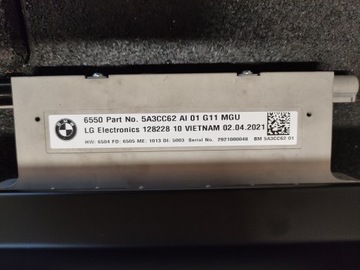 6550 Part No. 5A3CC62 AI 01 G11 MGU
LG Electronics 128228 10 VIETNAM 02.04.2021
HW: 6504 FD: 6505 ME: 1013 DI: 5003 Serial No. 2921000048 BM 5A3CC62 01